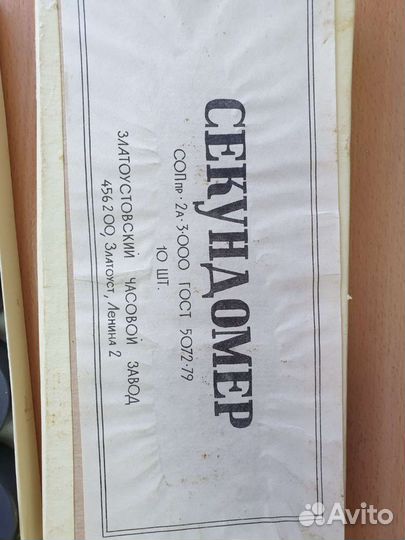 СЕКУНДОМЕР
СОПпр-2А-3-000 ГОСТ 5072-79
10 ШТ.
ЗЛАТОУСТОВСКИЙ ЧАСОВОЙ ЗАВОД
456200, Златоуст, Ленина 2
Avito